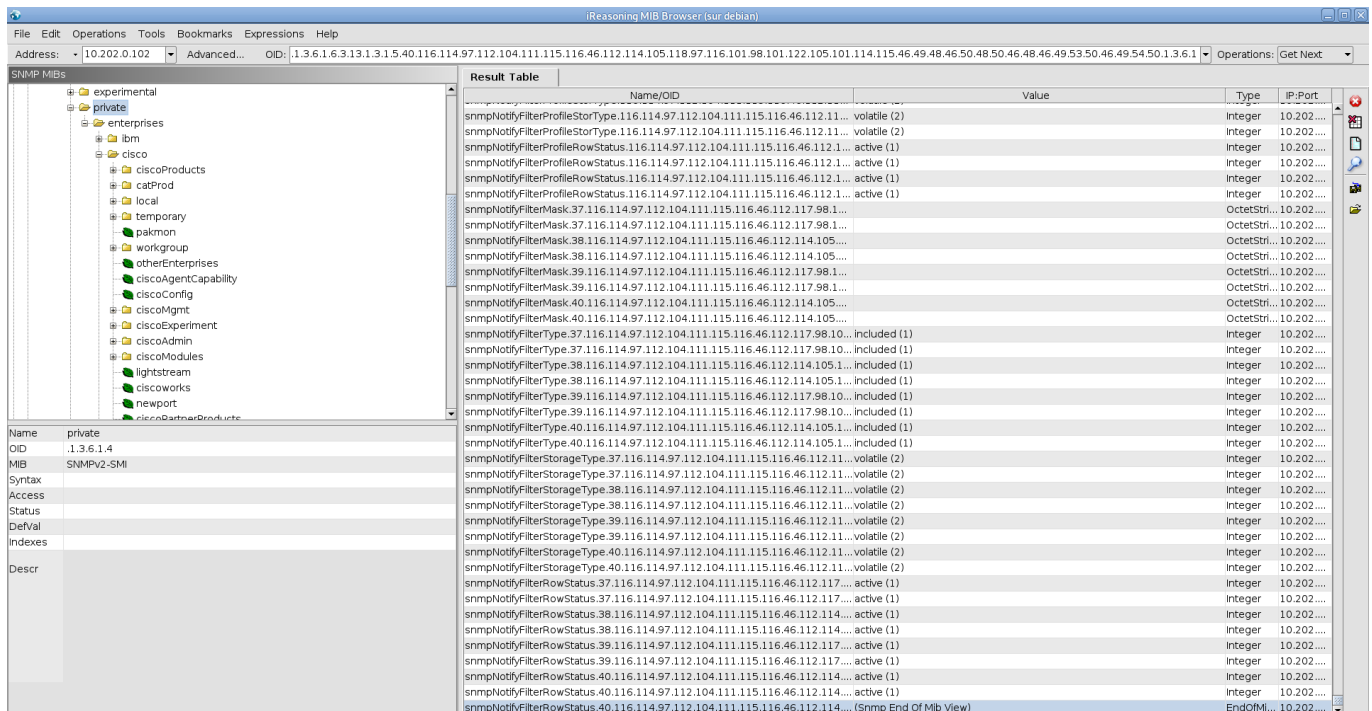 iReasoning MIB Browser (sur debian)
File Edit Operations Tools Bookmarks Expressions Help
Address: 10.202.0.102 Advanced... OID: .1.3.6.1.6.3.13.1.3.1.5.40.116.114.97.112.104.111.115.116.46.112.114.105.118.97.116.101.98.101.122.105.101.114.115.46.49.48.46.50.48.50.46.48.46.49.53.50.46.49.54.50.1.3.6.1 Operations: Get Next
SNMP MIBs
experimental
private
enterprises
ibm
cisco
ciscoProducts
catProd
local
temporary
pakmon
workgroup
otherEnterprises
ciscoAgentCapability
ciscoConfig
ciscoMgmt
ciscoExperiment
ciscoAdmin
ciscoModules
lightstream
ciscoworks
newport
ciscoPartnerProducts
Name private
OID .1.3.6.1.4
MIB SNMPv2-SMI
Syntax
Access
Status
DefVal
Indexes
Descr
Result Table
Name/OID Value Type IP:Port
snmpNotifyFilterProfileStorType.116.114.97.112.104.111.115.116.46.112.11... volatile (2) Integer 10.202....
snmpNotifyFilterProfileStorType.116.114.97.112.104.111.115.116.46.112.11... volatile (2) Integer 10.202....
snmpNotifyFilterProfileRowStatus.116.114.97.112.104.111.115.116.46.112.1... active (1) Integer 10.202....
snmpNotifyFilterProfileRowStatus.116.114.97.112.104.111.115.116.46.112.1... active (1) Integer 10.202....
snmpNotifyFilterProfileRowStatus.116.114.97.112.104.111.115.116.46.112.1... active (1) Integer 10.202....
snmpNotifyFilterProfileRowStatus.116.114.97.112.104.111.115.116.46.112.1... active (1) Integer 10.202....
snmpNotifyFilterMask.37.116.114.97.112.104.111.115.116.46.112.117.98.1... OctetStri... 10.202....
snmpNotifyFilterMask.37.116.114.97.112.104.111.115.116.46.112.117.98.1... OctetStri... 10.202....
snmpNotifyFilterMask.38.116.114.97.112.104.111.115.116.46.112.114.105.... OctetStri... 10.202....
snmpNotifyFilterMask.38.116.114.97.112.104.111.115.116.46.112.114.105.... OctetStri... 10.202....
snmpNotifyFilterMask.39.116.114.97.112.104.111.115.116.46.112.117.98.1... OctetStri... 10.202....
snmpNotifyFilterMask.39.116.114.97.112.104.111.115.116.46.112.117.98.1... OctetStri... 10.202....
snmpNotifyFilterMask.40.116.114.97.112.104.111.115.116.46.112.114.105.... OctetStri... 10.202....
snmpNotifyFilterMask.40.116.114.97.112.104.111.115.116.46.112.114.105.... OctetStri... 10.202....
snmpNotifyFilterType.37.116.114.97.112.104.111.115.116.46.112.117.98.10... included (1) Integer 10.202....
snmpNotifyFilterType.37.116.114.97.112.104.111.115.116.46.112.117.98.10... included (1) Integer 10.202....
snmpNotifyFilterType.38.116.114.97.112.104.111.115.116.46.112.114.105.1... included (1) Integer 10.202....
snmpNotifyFilterType.38.116.114.97.112.104.111.115.116.46.112.114.105.1... included (1) Integer 10.202....
snmpNotifyFilterType.39.116.114.97.112.104.111.115.116.46.112.117.98.10... included (1) Integer 10.202....
snmpNotifyFilterType.39.116.114.97.112.104.111.115.116.46.112.117.98.10... included (1) Integer 10.202....
snmpNotifyFilterType.40.116.114.97.112.104.111.115.116.46.112.114.105.1... included (1) Integer 10.202....
snmpNotifyFilterType.40.116.114.97.112.104.111.115.116.46.112.114.105.1... included (1) Integer 10.202....
snmpNotifyFilterStorageType.37.116.114.97.112.104.111.115.116.46.112.11... volatile (2) Integer 10.202....
snmpNotifyFilterStorageType.37.116.114.97.112.104.111.115.116.46.112.11... volatile (2) Integer 10.202....
snmpNotifyFilterStorageType.38.116.114.97.112.104.111.115.116.46.112.11... volatile (2) Integer 10.202....
snmpNotifyFilterStorageType.38.116.114.97.112.104.111.115.116.46.112.11... volatile (2) Integer 10.202....
snmpNotifyFilterStorageType.39.116.114.97.112.104.111.115.116.46.112.11... volatile (2) Integer 10.202....
snmpNotifyFilterStorageType.39.116.114.97.112.104.111.115.116.46.112.11... volatile (2) Integer 10.202....
snmpNotifyFilterStorageType.40.116.114.97.112.104.111.115.116.46.112.11... volatile (2) Integer 10.202....
snmpNotifyFilterStorageType.40.116.114.97.112.104.111.115.116.46.112.11... volatile (2) Integer 10.202....
snmpNotifyFilterRowStatus.37.116.114.97.112.104.111.115.116.46.112.117.... active (1) Integer 10.202....
snmpNotifyFilterRowStatus.37.116.114.97.112.104.111.115.116.46.112.117.... active (1) Integer 10.202....
snmpNotifyFilterRowStatus.38.116.114.97.112.104.111.115.116.46.112.114.... active (1) Integer 10.202....
snmpNotifyFilterRowStatus.38.116.114.97.112.104.111.115.116.46.112.114.... active (1) Integer 10.202....
snmpNotifyFilterRowStatus.39.116.114.97.112.104.111.115.116.46.112.117.... active (1) Integer 10.202....
snmpNotifyFilterRowStatus.39.116.114.97.112.104.111.115.116.46.112.117.... active (1) Integer 10.202....
snmpNotifyFilterRowStatus.40.116.114.97.112.104.111.115.116.46.112.114.... active (1) Integer 10.202....
snmpNotifyFilterRowStatus.40.116.114.97.112.104.111.115.116.46.112.114.... active (1) Integer 10.202....
snmpNotifyFilterRowStatus.40.116.114.97.112.104.111.115.116.46.112.114.... (Snmp End Of Mib View) EndOfMi... 10.202....